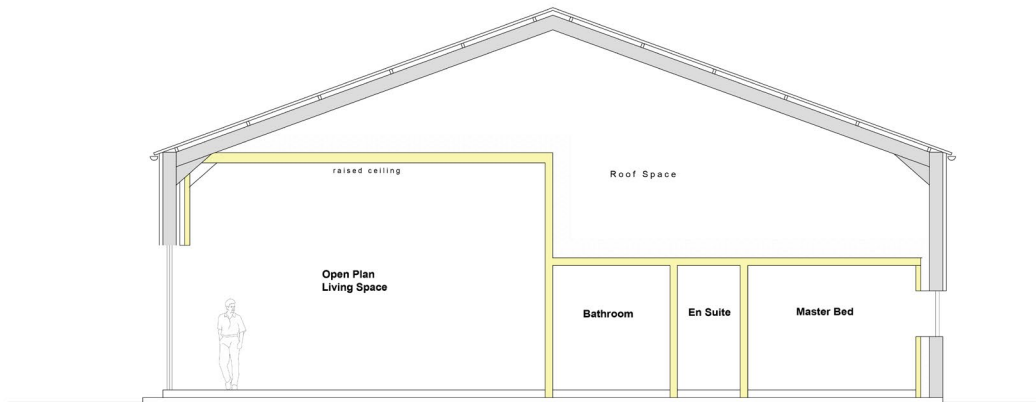 raised ceiling
Roof Space
Open Plan
Living Space
Bathroom
En Suite
Master Bed